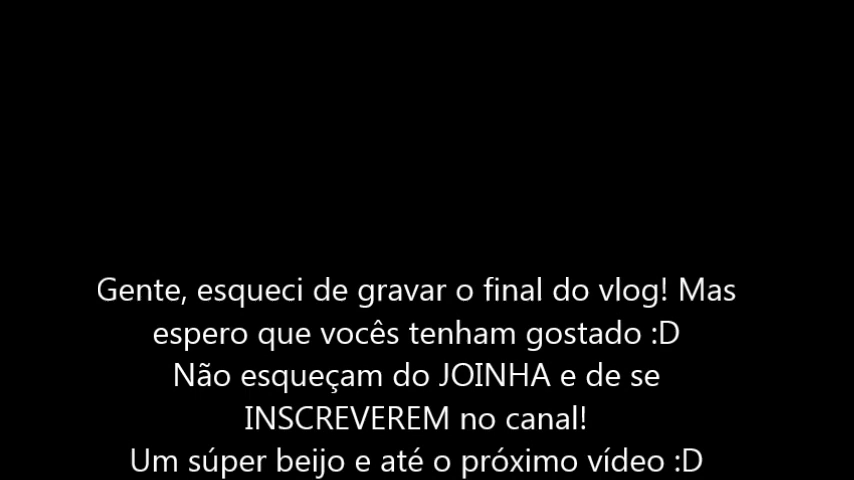 Gente, esqueci de gravar o final do vlog! Mas
espero que vocês tenham gostado :D
Não esqueçam do JOINHA e de se
INSCREVEREM no canal!
Um súper beijo e até o próximo vídeo :D